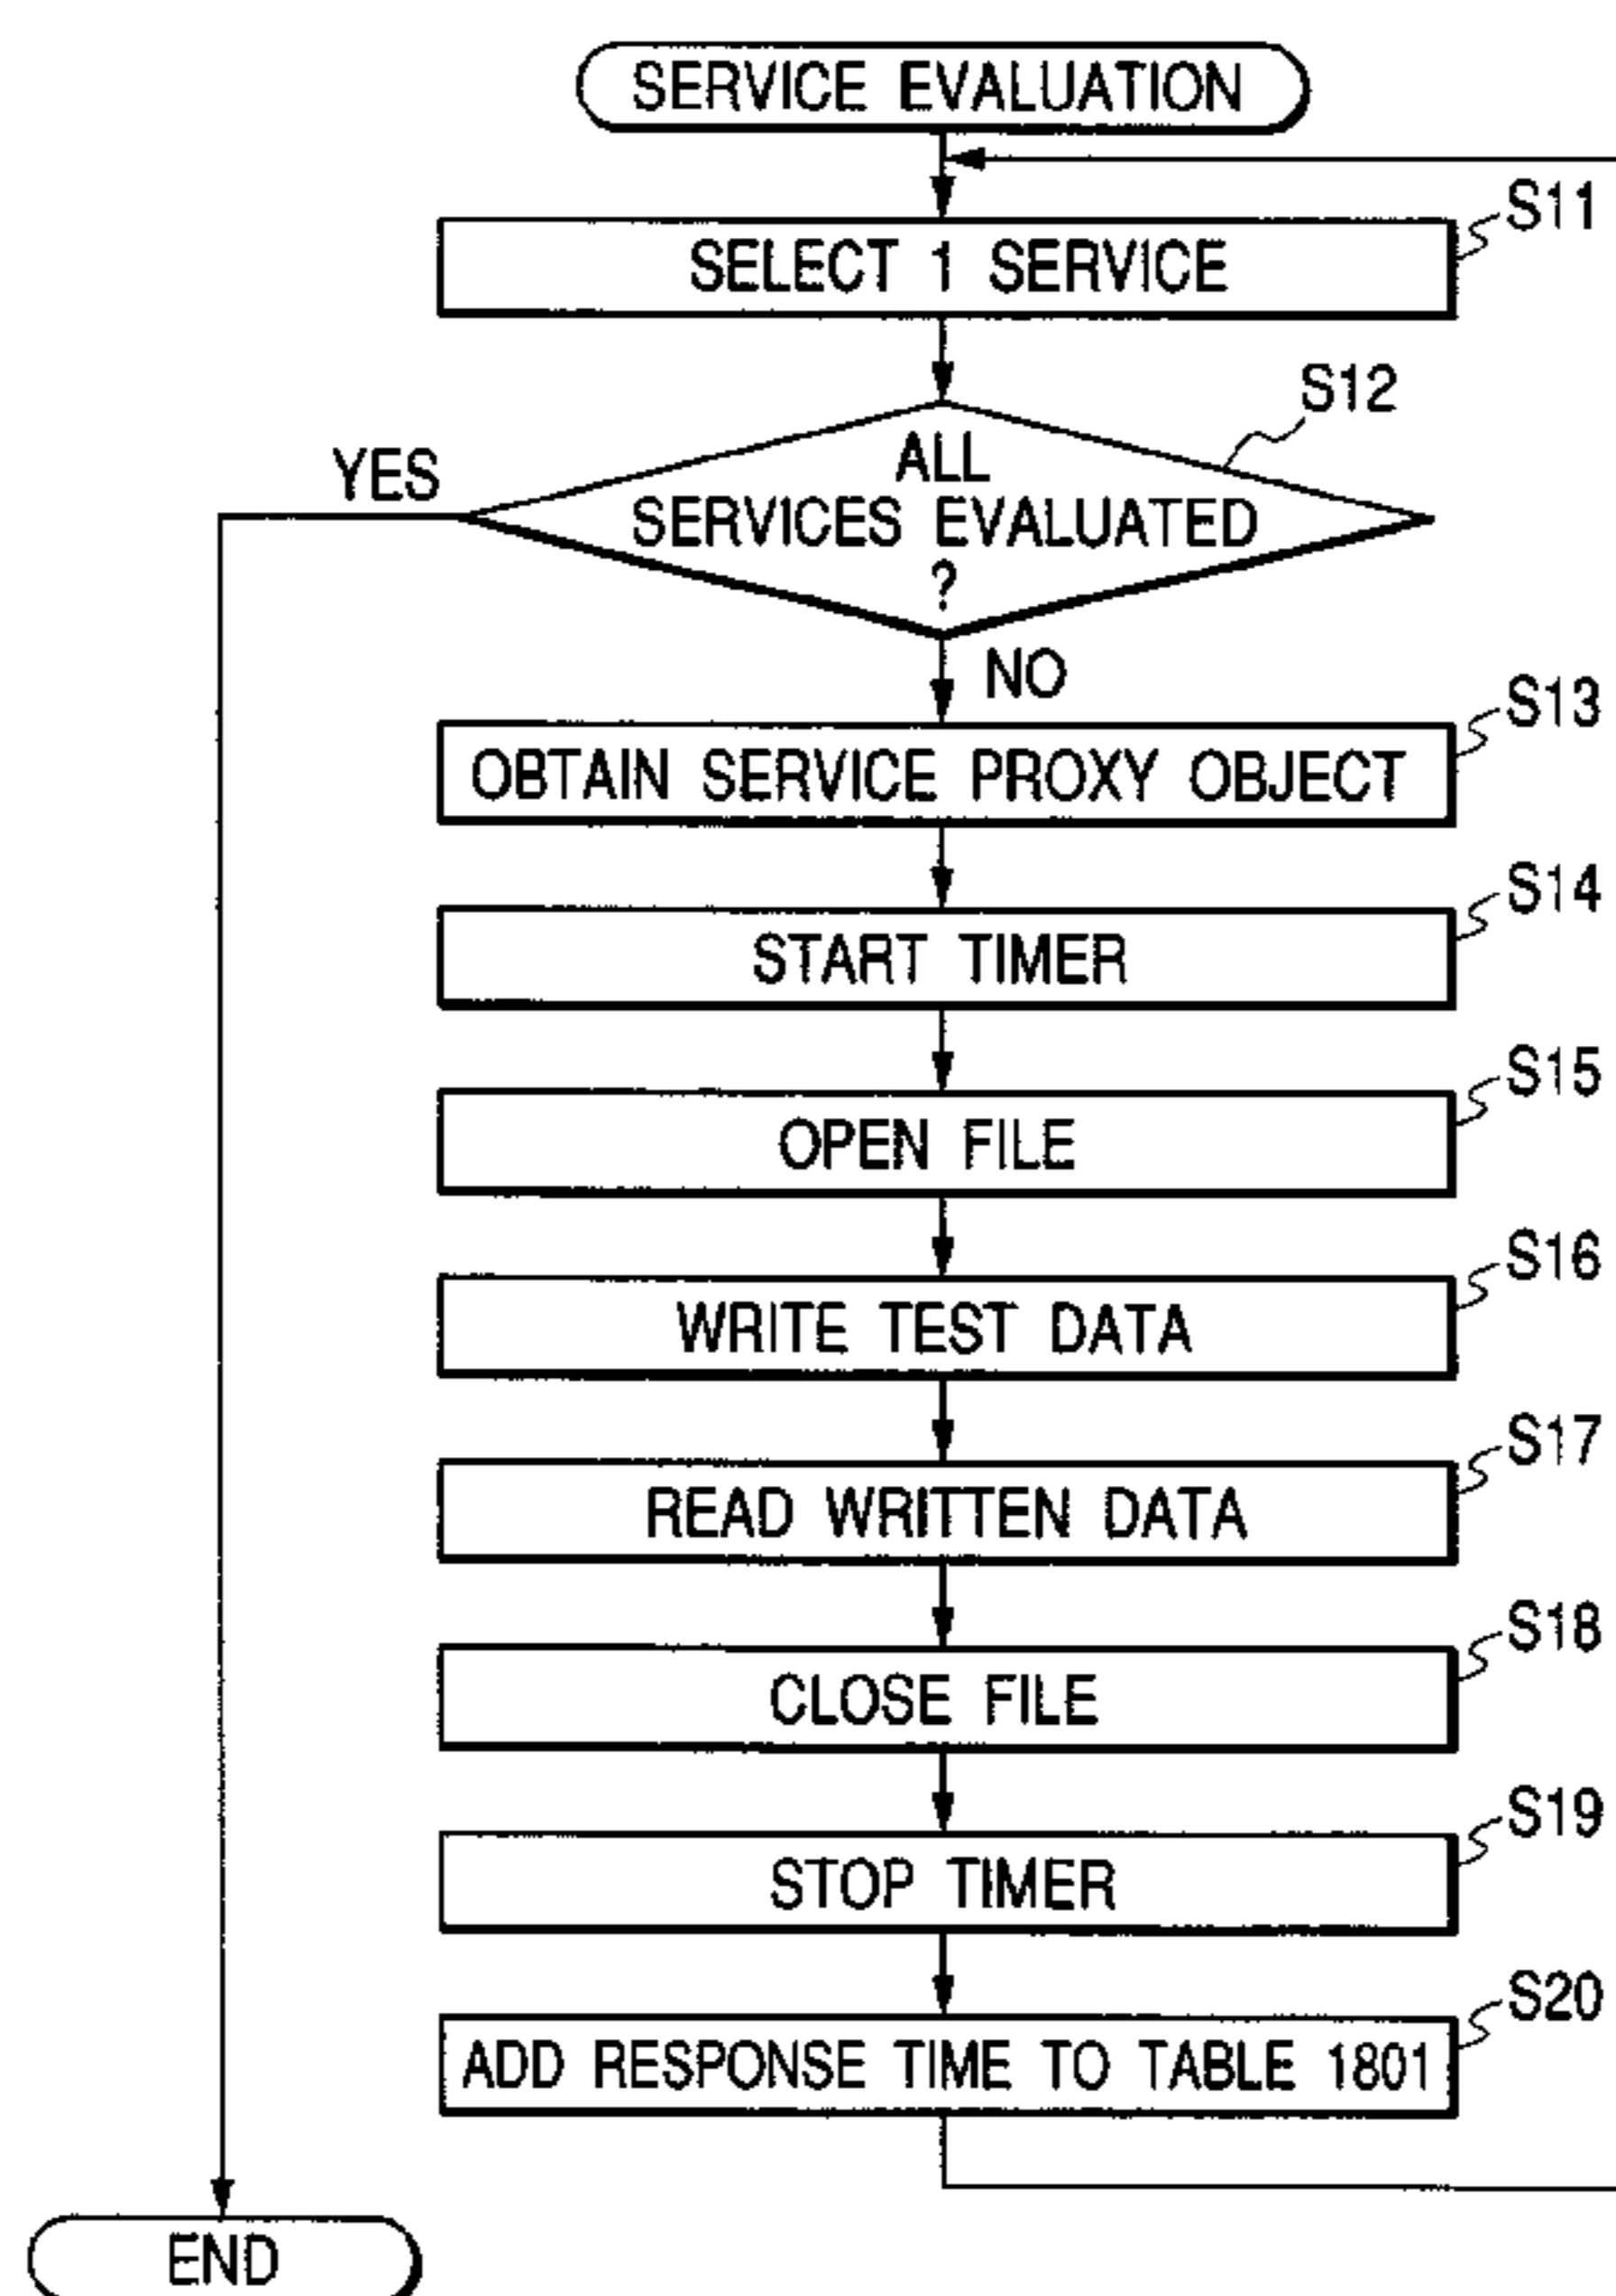 SERVICE EVALUATION
S11
SELECT 1 SERVICE
S12
YES
ALL
SERVICES EVALUATED
?
NO
S13
OBTAIN SERVICE PROXY OBJECT
S14
START TIMER
S15
OPEN FILE
S16
WRITE TEST DATA
S17
READ WRITTEN DATA
S18
CLOSE FILE
S19
STOP TIMER
S20
ADD RESPONSE TIME TO TABLE 1801
END